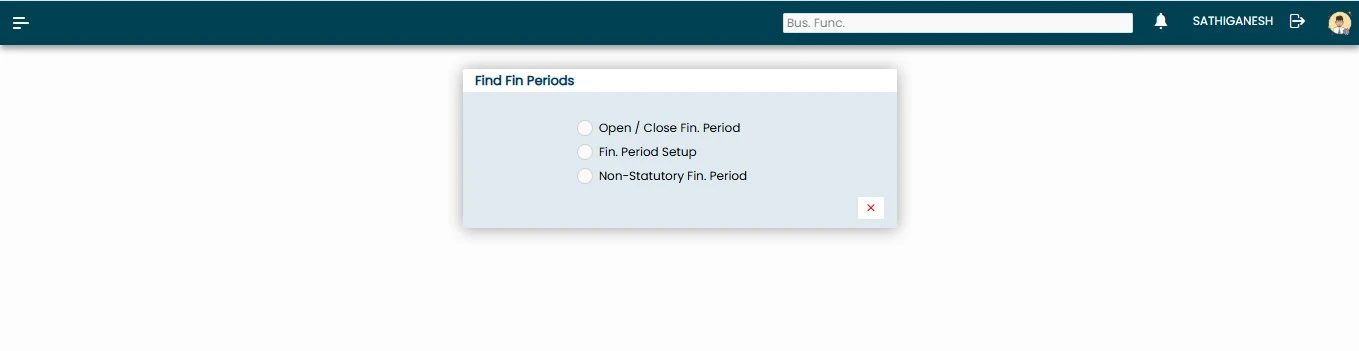 Bus. Func.
SATHIGANESH
Find Fin Periods
Open / Close Fin. Period
Fin. Period Setup
Non-Statutory Fin. Period